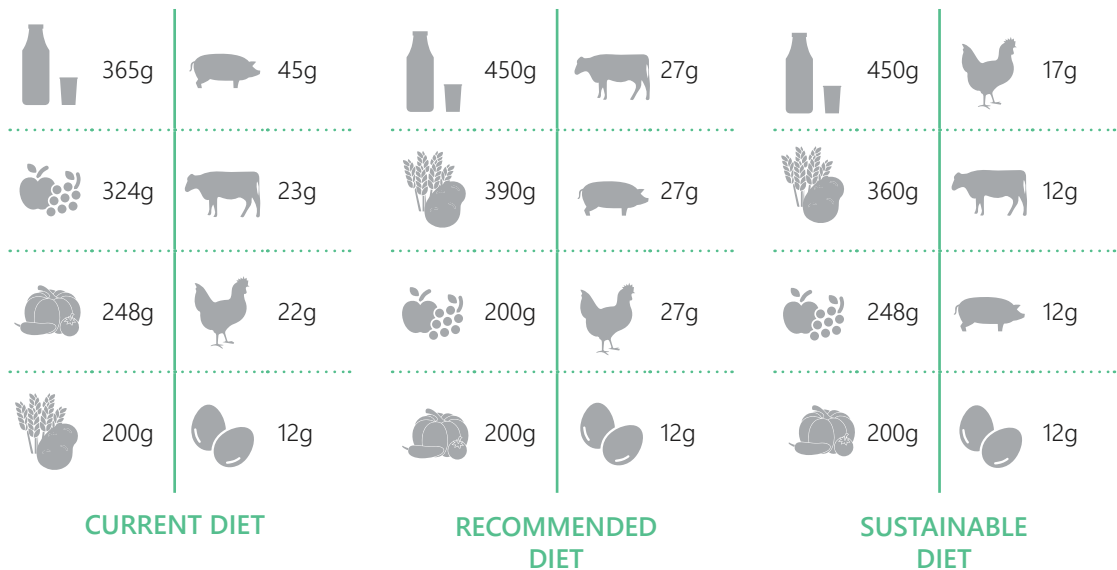 365g 45g 450g 27g 450g 17g
324g 23g 390g 27g 360g 12g
248g 22g 200g 27g 248g 12g
200g 12g 200g 12g 200g 12g
CURRENT DIET
RECOMMENDED
DIET
SUSTAINABLE
DIET